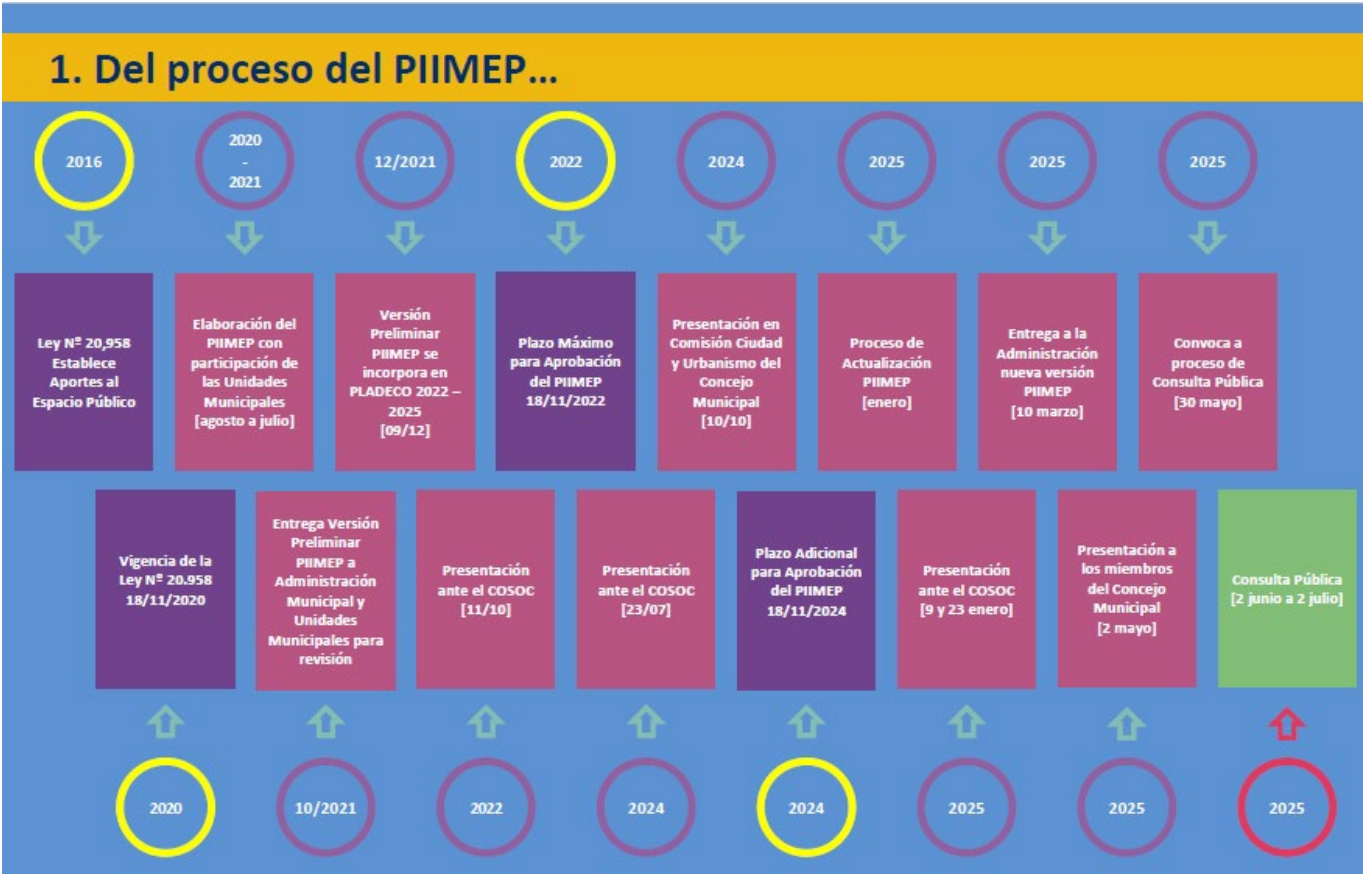 1. Del proceso del PIIMEP...
2016
2020
-
2021
12/2021
2022
2024
2025
2025
2025
Ley Nº 20,958
Establece
Aportes al
Espacio Público
Elaboración del
PIIMEP con
participación de
las Unidades
Municipales
[agosto a julio]
Versión
Preliminar
PIIMEP se
incorpora en
PLADECO 2022 –
2025
[09/12]
Plazo Máximo
para Aprobación
del PIIMEP
18/11/2022
Presentación en
Comisión Ciudad
y Urbanismo del
Concejo
Municipal
[10/10]
Proceso de
Actualización
PIIMEP
[enero]
Entrega a la
Administración
nueva versión
PIIMEP
[10 marzo]
Convoca a
proceso de
Consulta Pública
[30 mayo]
Vigencia de la
Ley Nº 20.958
18/11/2020
Entrega Versión
Preliminar
PIIMEP a
Administración
Municipal y
Unidades
Municipales para
revisión
Presentación
ante el COSOC
[11/10]
Presentación
ante el COSOC
[23/07]
Plazo Adicional
para Aprobación
del PIIMEP
18/11/2024
Presentación
ante el COSOC
[9 y 23 enero]
Presentación a
los miembros
del Concejo
Municipal
[2 mayo]
Consulta Pública
[2 junio a 2 julio]
2020
10/2021
2022
2024
2024
2025
2025
2025